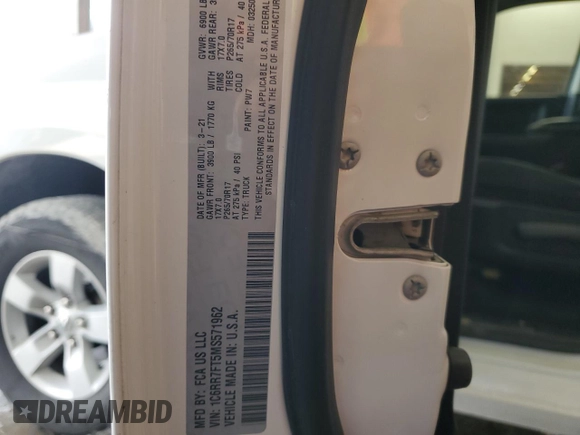 MFD BY: FCA US LLC
1C6RR7FT5MS571962
VEHICLE MADE IN: U.S.A.
DATE OF MFR (BUILT): 3-21
GVWR: 6900 LB
GAWR FRONT: 3900 LB / 1770 KG WITH
GAWR REAR: 3
17X7.0 RIMS 17X7.0
P265/70R17 TIRES P265/70R17
AT 275 kPa / 40 PSI COLD AT 275 kPa / 40
TYPE: TRUCK PAINT: PW7 MDH: 0325
THIS VEHICLE CONFORMS TO ALL APPLICABLE U.S.A. FEDERAL
STANDARDS IN EFFECT ON THE DATE OF MANUFACTURE
DREAMBID